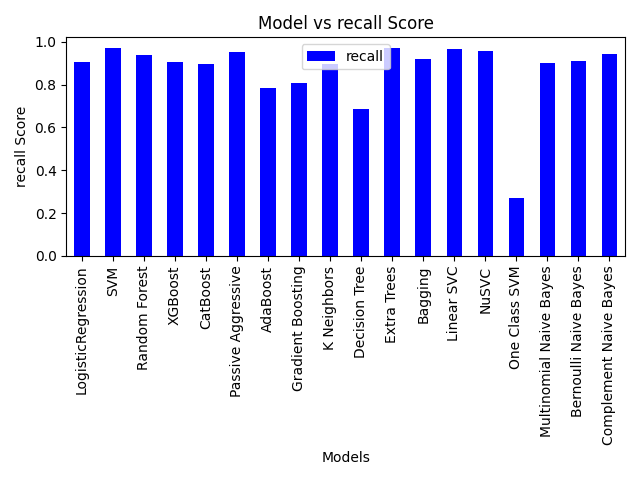 Model vs recall Score
recall
recall Score
1.0
0.8
0.6
0.4
0.2
0.0
LogisticRegression
SVM
Random Forest
XGBoost
CatBoost
Passive Aggressive
AdaBoost
Gradient Boosting
K Neighbors
Decision Tree
Extra Trees
Bagging
Linear SVC
NuSVC
One Class SVM
Multinomial Naive Bayes
Bernoulli Naive Bayes
Complement Naive Bayes
Models